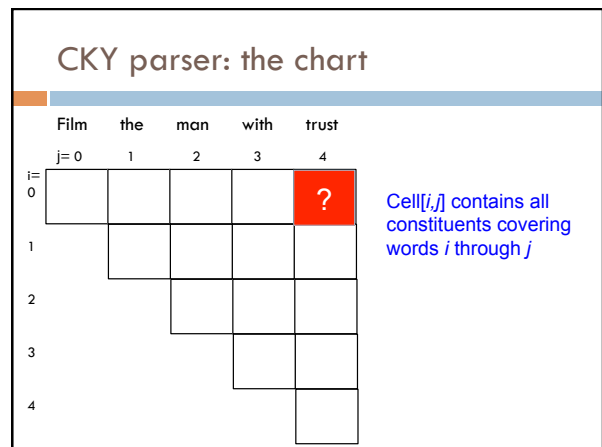 CKY parser: the chart
Film the man with trust
j= 0 1 2 3 4
i=
0 ?
Cell[i,j] contains all
constituents covering
words i through j
1
2
3
4